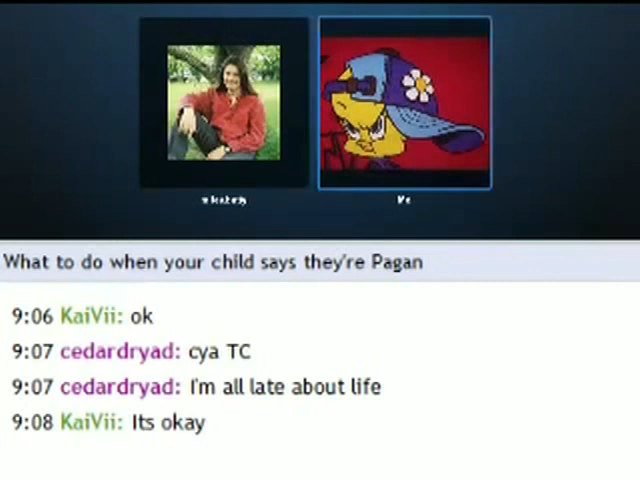 Me
What to do when your child says they're Pagan
9:06 KaiVii: ok
9:07 cedardryad: cya TC
9:07 cedardryad: I'm all late about life
9:08 KaiVii: Its okay